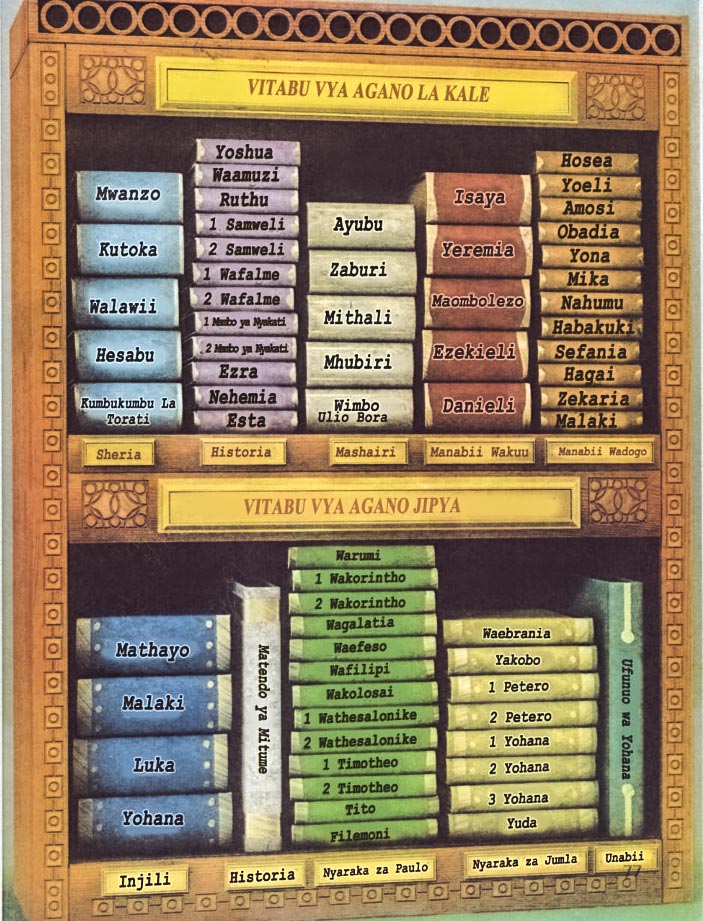 VITABU VYA AGANO LA KALE
Mwanzo
Kutoka
Walawii
Hesabu
Kumbukumbu La
Torati
Sheria
Yoshua
Waamuzi
Ruthu
1 Samweli
2 Samweli
1 Wafalme
2 Wafalme
1 Mambo ya Nyakati
2 Mambo ya Nyakati
Ezra
Nehemia
Esta
Historia
Ayubu
Zaburi
Mithali
Mhubiri
Wimbo
Ulio Bora
Mashairi
Isaya
Yeremia
Maombolezo
Ezekieli
Danieli
Manabii Wakuu
Hosea
Yoeli
Amosi
Obadia
Yona
Mika
Nahumu
Habakuki
Sefania
Hagai
Zekaria
Malaki
Manabii Wadogo
VITABU VYA AGANO JIPYA
Mathayo
Malaki
Luka
Yohana
Injili
Matendo ya Mitume
Historia
Warumi
1 Wakorintho
2 Wakorintho
Wagalatia
Waefeso
Wafilipi
Wakolosai
1 Wathesalonike
2 Wathesalonike
1 Timotheo
2 Timotheo
Tito
Filemoni
Nyaraka za Paulo
Waebrania
Yakobo
1 Petero
2 Petero
1 Yohana
2 Yohana
3 Yohana
Yuda
Nyaraka za Jumla
Ufunuo wa Yohana
Unabii
77